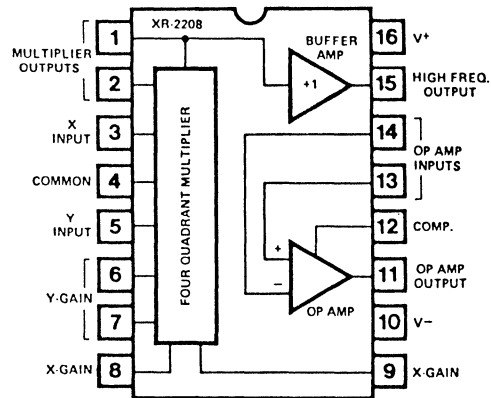 XR-2208
1
MULTIPLIER
OUTPUTS
2
X
INPUT
3
COMMON
4
Y
INPUT
5
6
Y-GAIN
7
X-GAIN
8
FOUR QUADRANT MULTIPLIER
BUFFER
AMP
+1
+
−
OP AMP
16
V+
15
HIGH FREQ.
OUTPUT
14
OP AMP
INPUTS
13
12
COMP.
11
OP AMP
OUTPUT
10
V−
9
X-GAIN